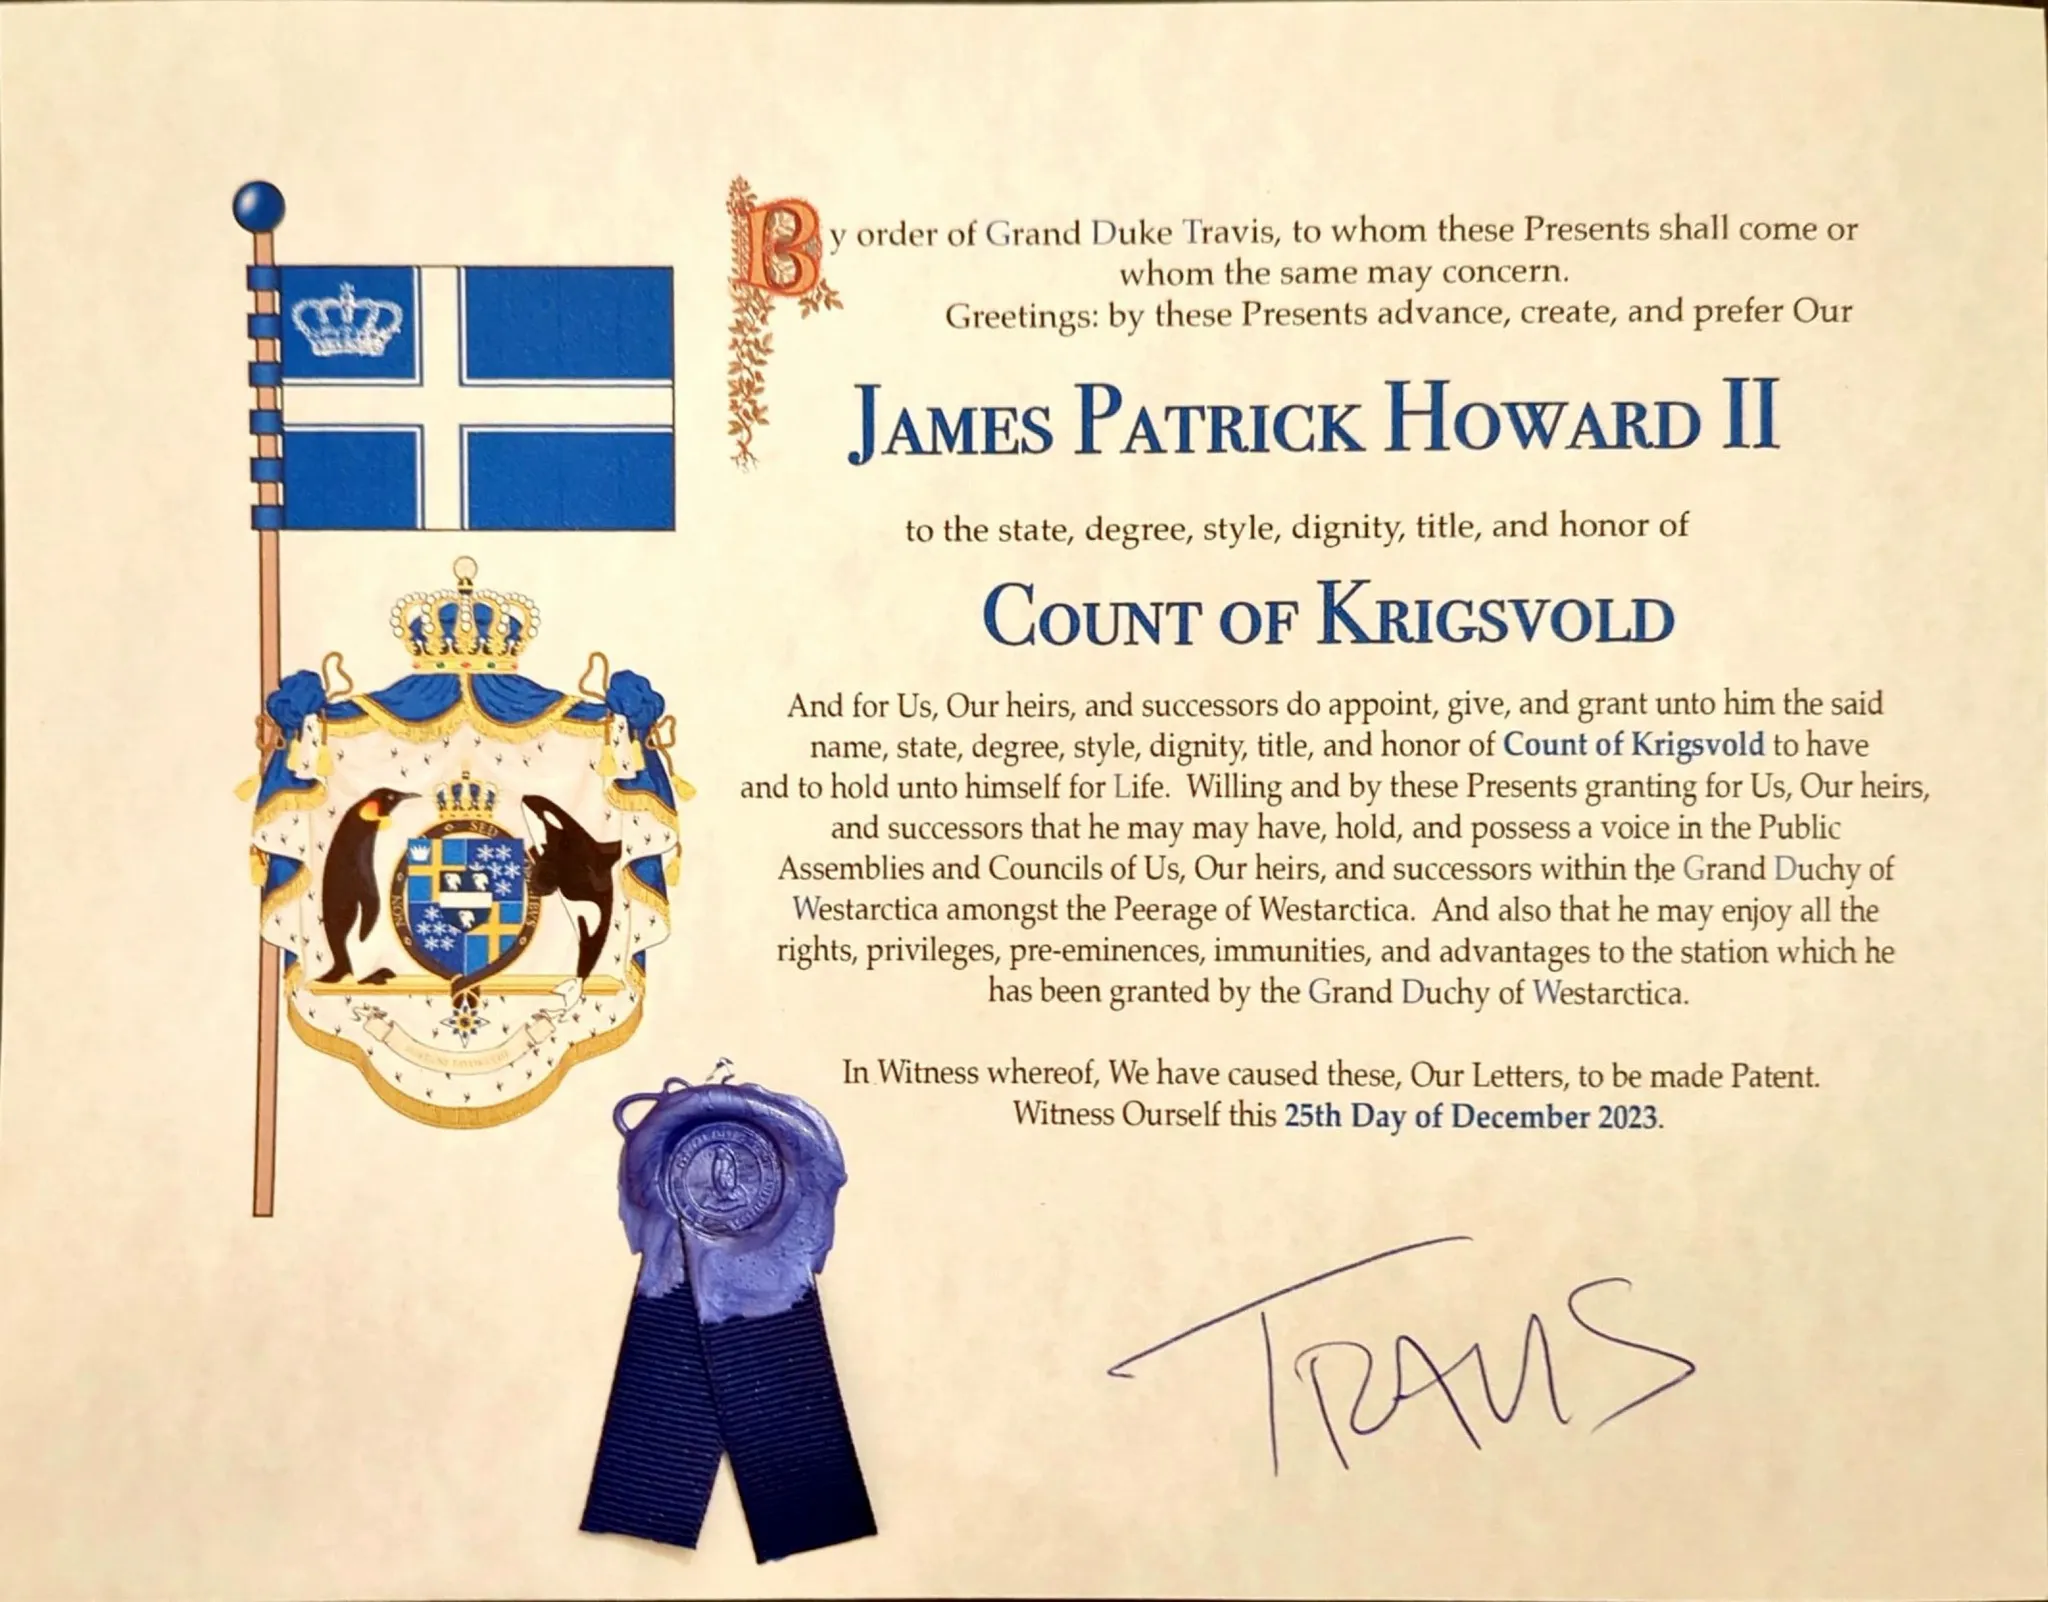 By order of Grand Duke Travis, to whom these Presents shall come or
whom the same may concern.
Greetings: by these Presents advance, create, and prefer Our
JAMES PATRICK HOWARD II
to the state, degree, style, dignity, title, and honor of
COUNT OF KRIGSVOLD
And for Us, Our heirs, and successors do appoint, give, and grant unto him the said
name, state, degree, style, dignity, title, and honor of Count of Krigsvold to have
and to hold unto himself for Life. Willing and by these Presents granting for Us, Our heirs,
and successors that he may may have, hold, and possess a voice in the Public
Assemblies and Councils of Us, Our heirs, and successors within the Grand Duchy of
Westarctica amongst the Peerage of Westarctica. And also that he may enjoy all the
rights, privileges, pre-eminences, immunities, and advantages to the station which he
has been granted by the Grand Duchy of Westarctica.
In Witness whereof, We have caused these, Our Letters, to be made Patent.
Witness Ourself this 25th Day of December 2023.
TRAVIS
NON SED